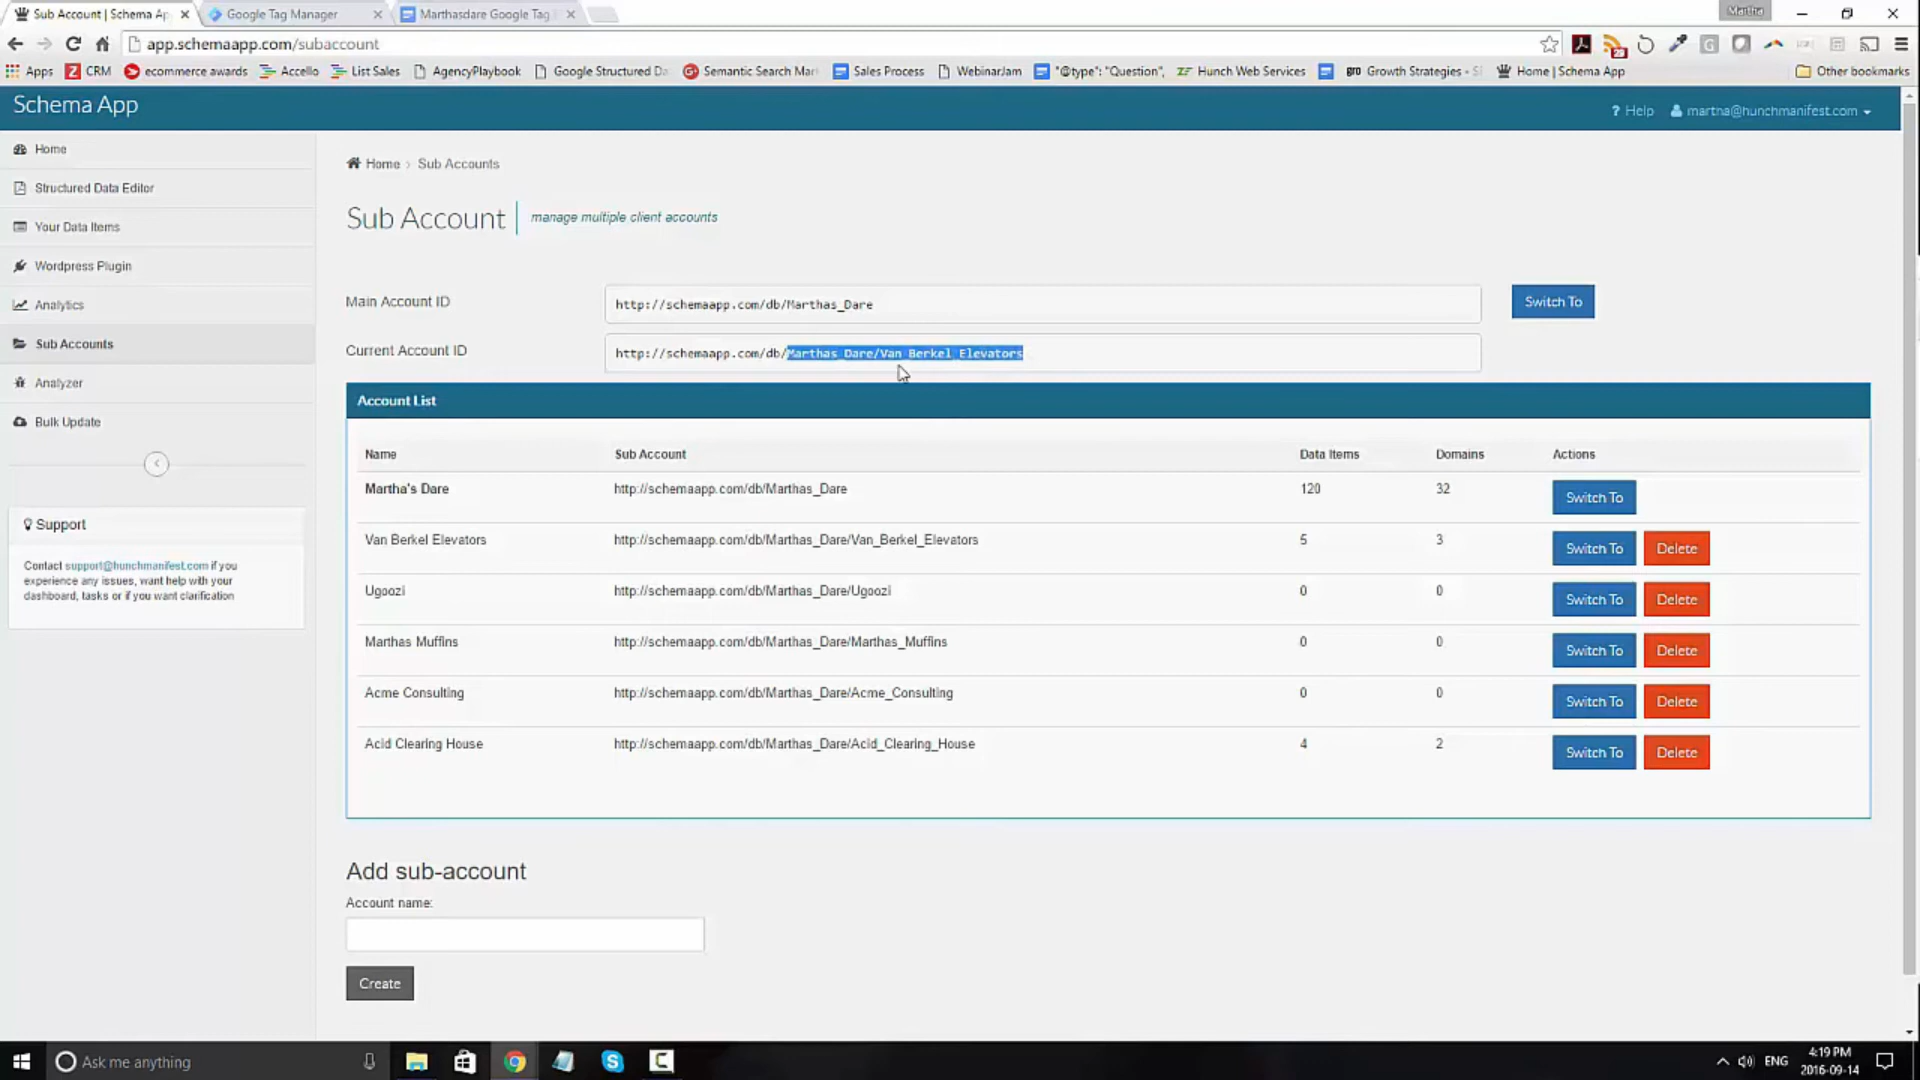 Sub Account | Schema Ap
Google Tag Manager
Marthasdare Google Tag
Martha
app.schemaapp.com/subaccount
29
Apps
CRM
ecommerce awards
Accello
List Sales
AgencyPlaybook
Google Structured Da
Semantic Search Mar
Sales Process
WebinarJam
"@type": "Question",
Hunch Web Services
Growth Strategies - S
Home | Schema App
Other bookmarks
Schema App
? Help
martha@hunchmanifest.com
Home
Structured Data Editor
Your Data Items
Wordpress Plugin
Analytics
Sub Accounts
Analyzer
Bulk Update
Support
Contact support@hunchmanifest.com if you
experience any issues, want help with your
dashboard, tasks or if you want clarification
Home › Sub Accounts
Sub Account
manage multiple client accounts
Main Account ID
http://schemaapp.com/db/Marthas_Dare
Switch To
Current Account ID
http://schemaapp.com/db/Marthas_Dare/Van_Berkel_Elevators
Account List
Name Sub Account Data Items Domains Actions
Martha's Dare http://schemaapp.com/db/Marthas_Dare 120 32 Switch To
Van Berkel Elevators http://schemaapp.com/db/Marthas_Dare/Van_Berkel_Elevators 5 3 Switch To Delete
Ugoozi http://schemaapp.com/db/Marthas_Dare/Ugoozi 0 0 Switch To Delete
Marthas Muffins http://schemaapp.com/db/Marthas_Dare/Marthas_Muffins 0 0 Switch To Delete
Acme Consulting http://schemaapp.com/db/Marthas_Dare/Acme_Consulting 0 0 Switch To Delete
Acid Clearing House http://schemaapp.com/db/Marthas_Dare/Acid_Clearing_House 4 2 Switch To Delete
Add sub-account
Account name:
Create
Ask me anything
ENG
4:19 PM
2016-09-14